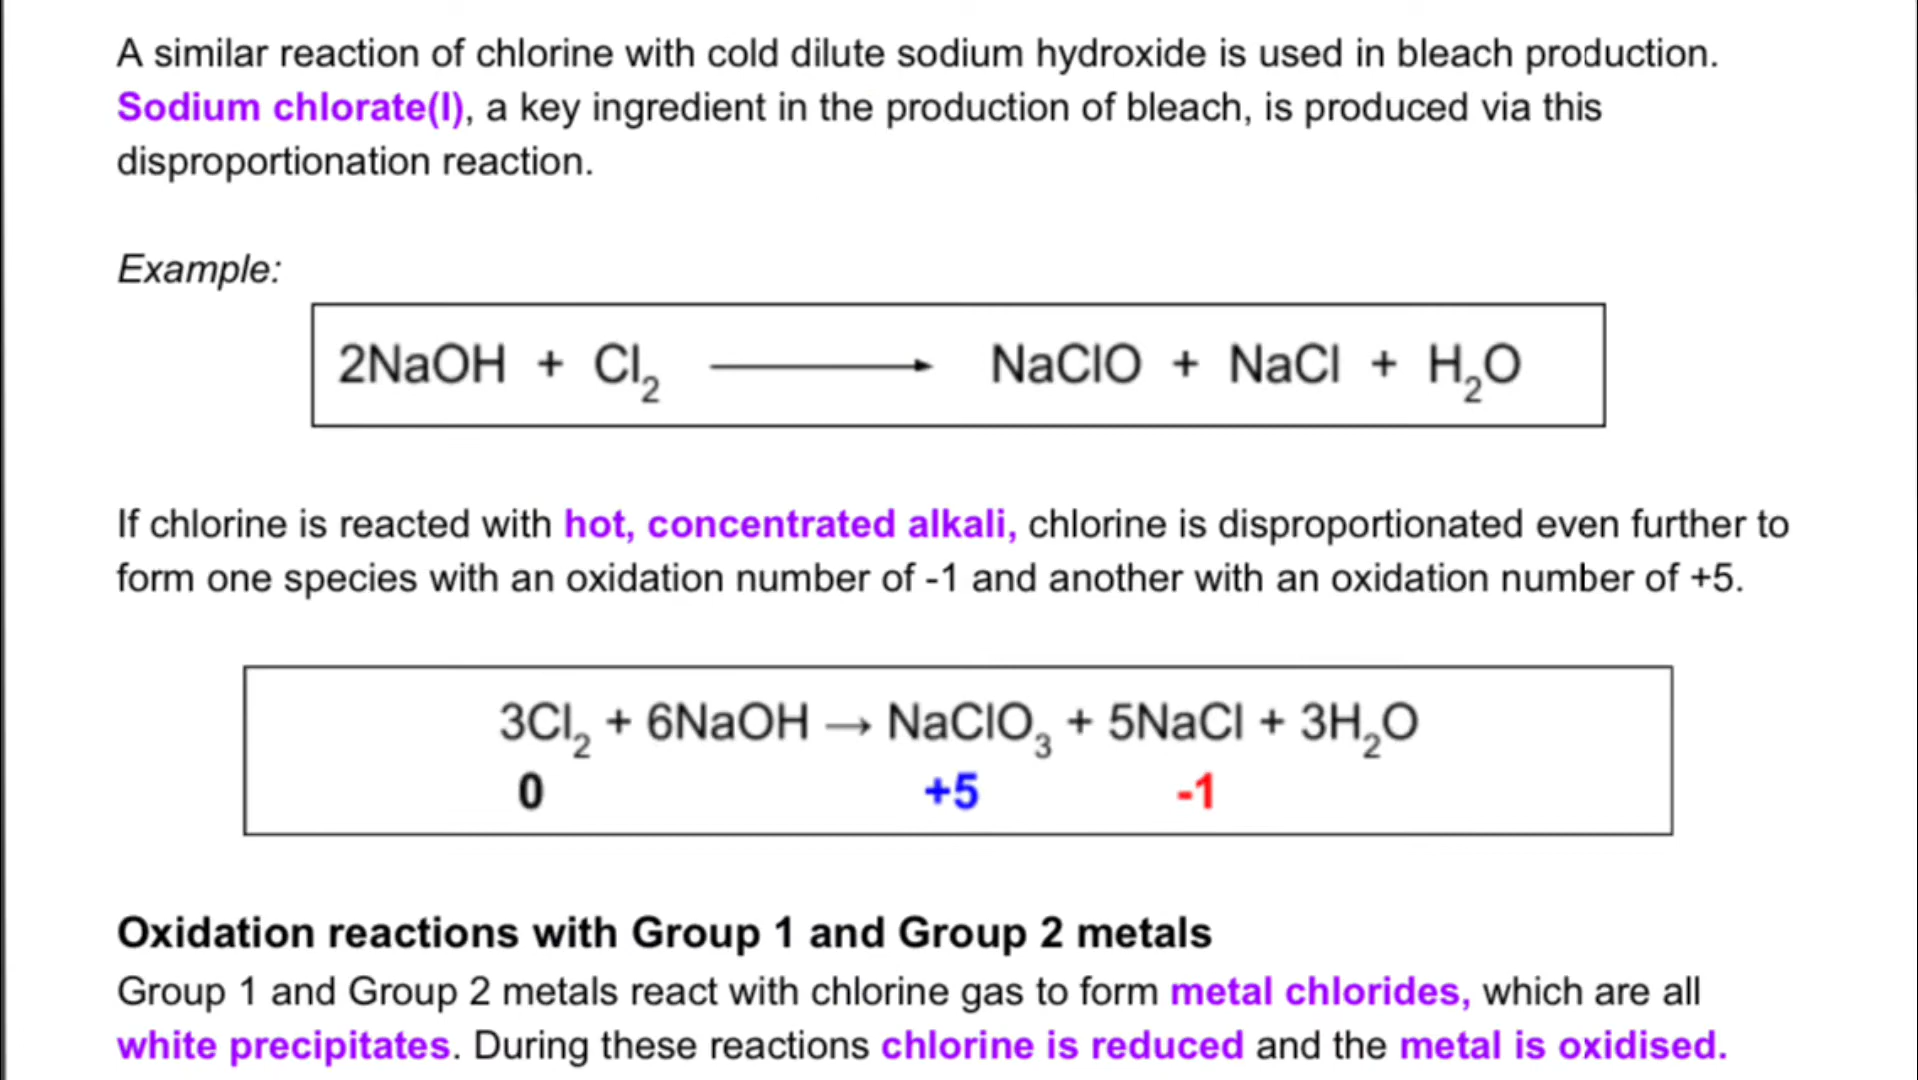 A similar reaction of chlorine with cold dilute sodium hydroxide is used in bleach production.
Sodium chlorate(I), a key ingredient in the production of bleach, is produced via this
disproportionation reaction.
Example:
2NaOH + Cl₂ ⟶ NaClO + NaCl + H₂O
If chlorine is reacted with hot, concentrated alkali, chlorine is disproportionated even further to
form one species with an oxidation number of -1 and another with an oxidation number of +5.
3Cl₂ + 6NaOH → NaClO₃ + 5NaCl + 3H₂O
0 +5 -1
Oxidation reactions with Group 1 and Group 2 metals
Group 1 and Group 2 metals react with chlorine gas to form metal chlorides, which are all
white precipitates. During these reactions chlorine is reduced and the metal is oxidised.